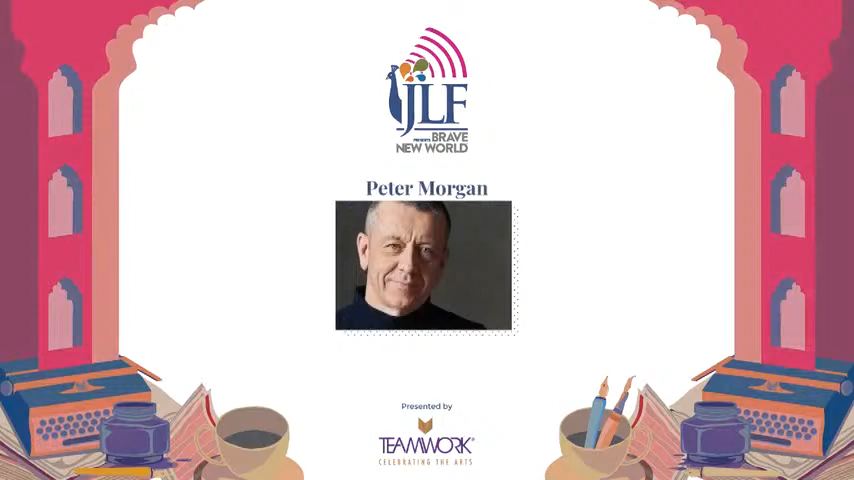 JLF
PRESENTS BRAVE
NEW WORLD
Peter Morgan
Presented by
TEAMWORK®
CELEBRATING THE ARTS